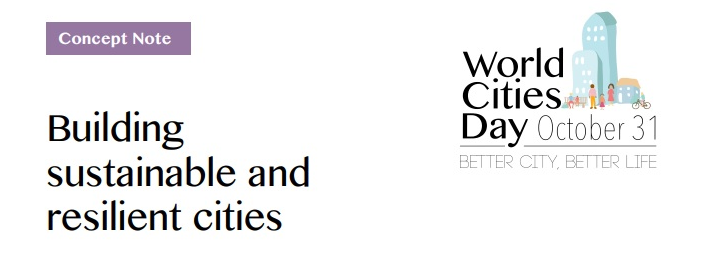 Concept Note
Building
sustainable and
resilient cities
World
Cities
Day October 31
BETTER CITY, BETTER LIFE